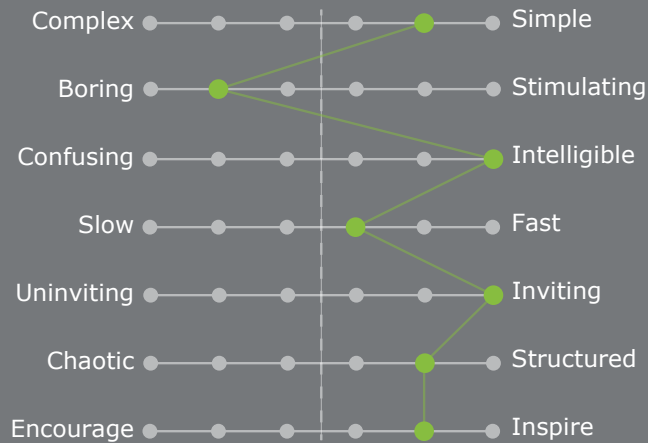 Complex Simple
Boring Stimulating
Confusing Intelligible
Slow Fast
Uninviting Inviting
Chaotic Structured
Encourage Inspire